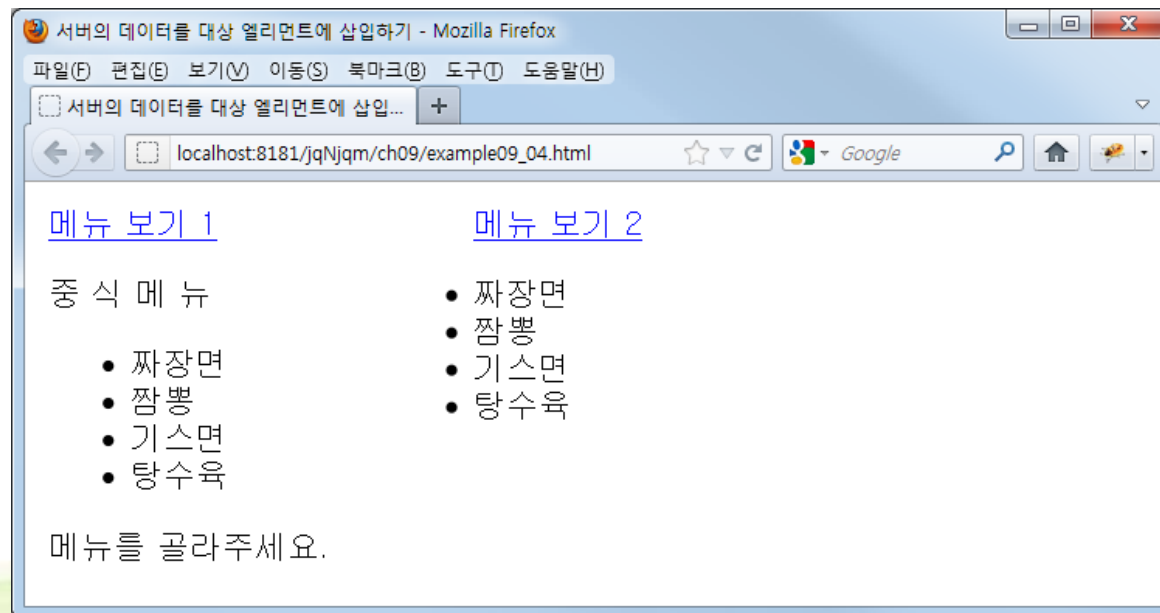 서버의 데이터를 대상 엘리먼트에 삽입하기 - Mozilla Firefox
파일(F) 편집(E) 보기(V) 이동(S) 북마크(B) 도구(T) 도움말(H)
서버의 데이터를 대상 엘리먼트에 삽입...
localhost:8181/jqNjqm/ch09/example09_04.html Google
메뉴 보기 1
중 식 메 뉴
짜장면
짬뽕
기스면
탕수육
메뉴를 골라주세요.
메뉴 보기 2
짜장면
짬뽕
기스면
탕수육